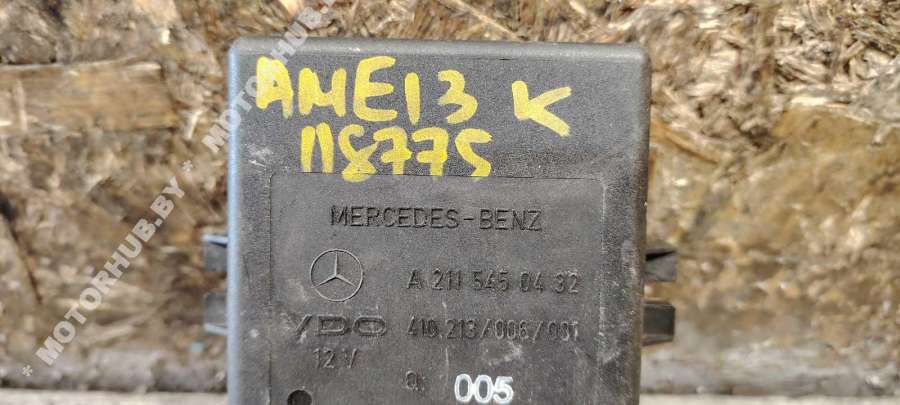 AME13 K
118775
MERCEDES-BENZ
A 211 545 04 32
VDO 410.213/006/001
12 V
Q: 005
* MOTORHUB.BY * MOTORHUB.BY *